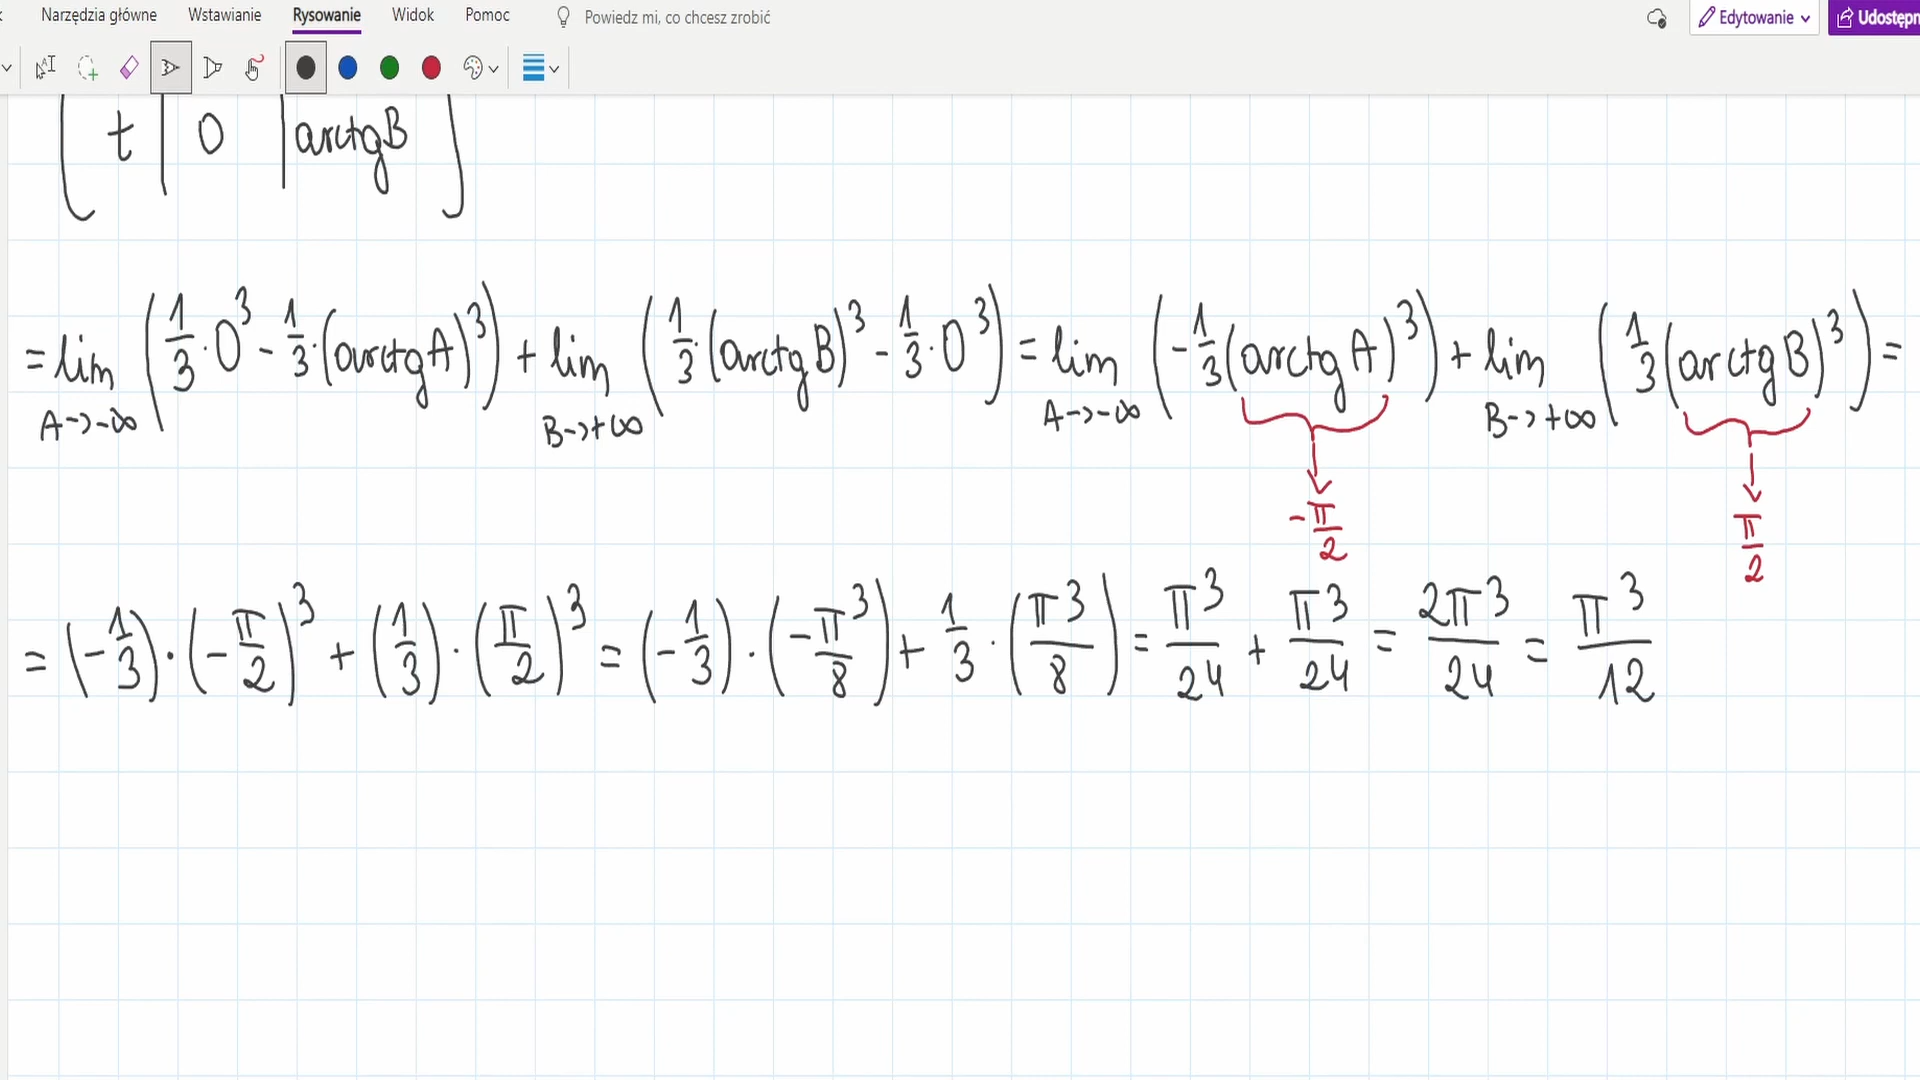 Narzędzia główne Wstawianie Rysowanie Widok Pomoc Powiedz mi, co chcesz zrobić Edytowanie Udostępn
t | 0 | arctgB
= lim A→-∞ (1/3·0³ - 1/3·(arctgA)³) + lim B→+∞ (1/3·(arctgB)³ - 1/3·0³) = lim A→-∞ (-1/3(arctgA)³) + lim B→+∞ (1/3(arctgB)³) =
-π/2 π/2
= (-1/3)·(-π/2)³ + (1/3)·(π/2)³ = (-1/3)·(-π³/8) + 1/3·(π³/8) = π³/24 + π³/24 = 2π³/24 = π³/12